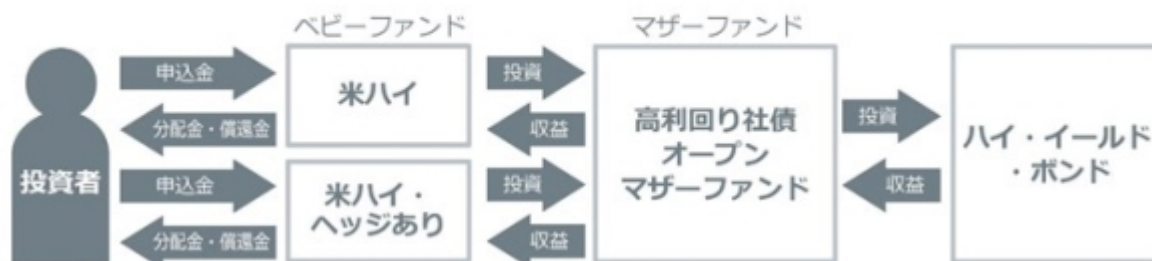 ベビーファンド
マザーファンド
投資者
申込金
分配金・償還金
申込金
分配金・償還金
米ハイ
米ハイ・
ヘッジあり
投資
収益
投資
収益
高利回り社債
オープン
マザーファンド
投資
収益
ハイ・イールド
・ボンド